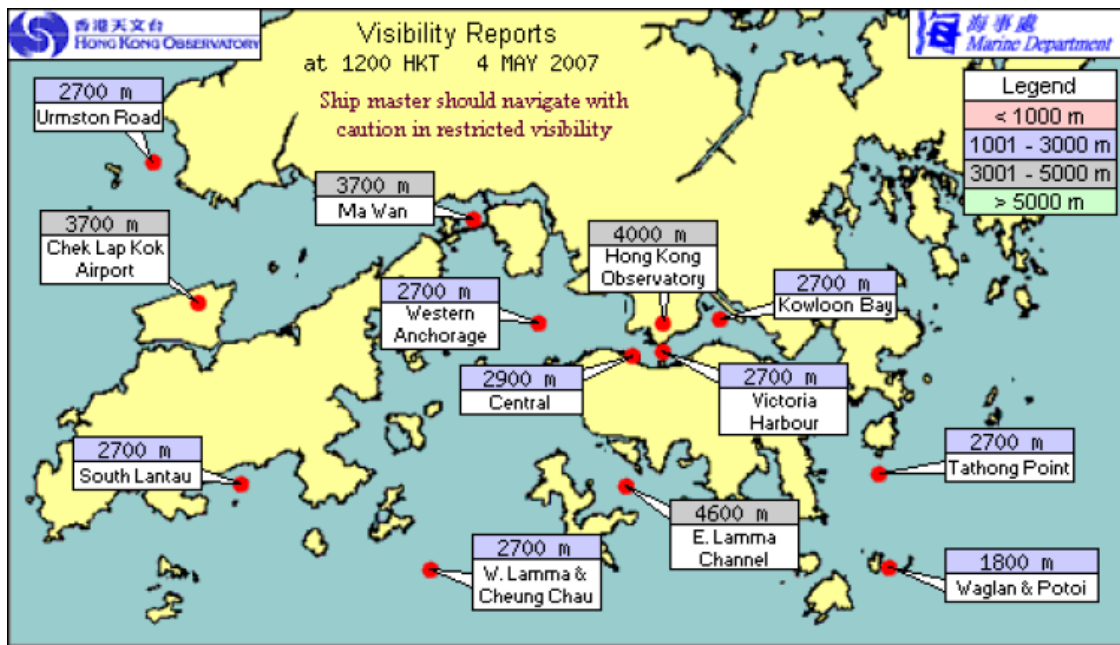 香港天文台
HONG KONG OBSERVATORY
Visibility Reports
at 1200 HKT 4 MAY 2007
Ship master should navigate with
caution in restricted visibility
海
海事處
Marine Department
Legend
< 1000 m
1001 - 3000 m
3001 - 5000 m
> 5000 m
2700 m
Urmston Road
3700 m
Ma Wan
3700 m
Chek Lap Kok
Airport
4000 m
Hong Kong
Observatory
2700 m
Kowloon Bay
2700 m
Western
Anchorage
2900 m
Central
2700 m
Victoria
Harbour
2700 m
South Lantau
2700 m
Tathong Point
4600 m
E. Lamma
Channel
2700 m
W. Lamma &
Cheung Chau
1800 m
Waglan & Potoi